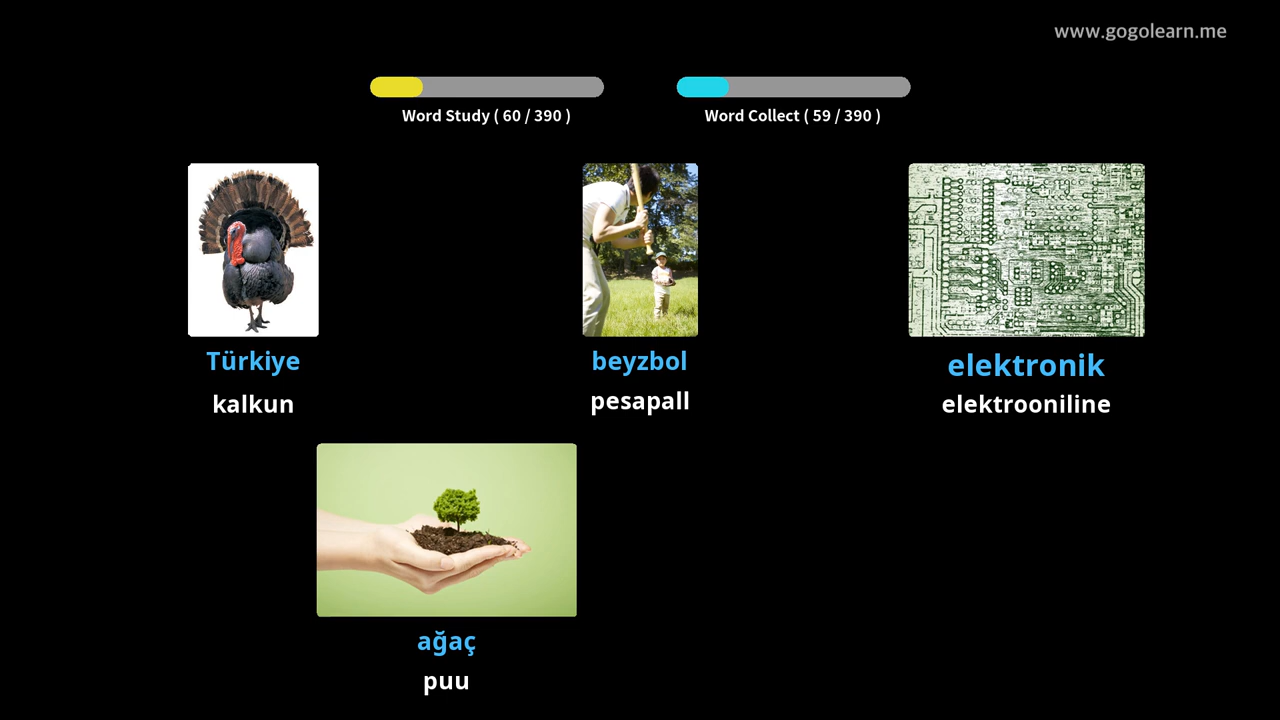 www.gogolearn.me
Word Study ( 60 / 390 )
Word Collect ( 59 / 390 )
Türkiye
kalkun
beyzbol
pesapall
elektronik
elektrooniline
ağaç
puu